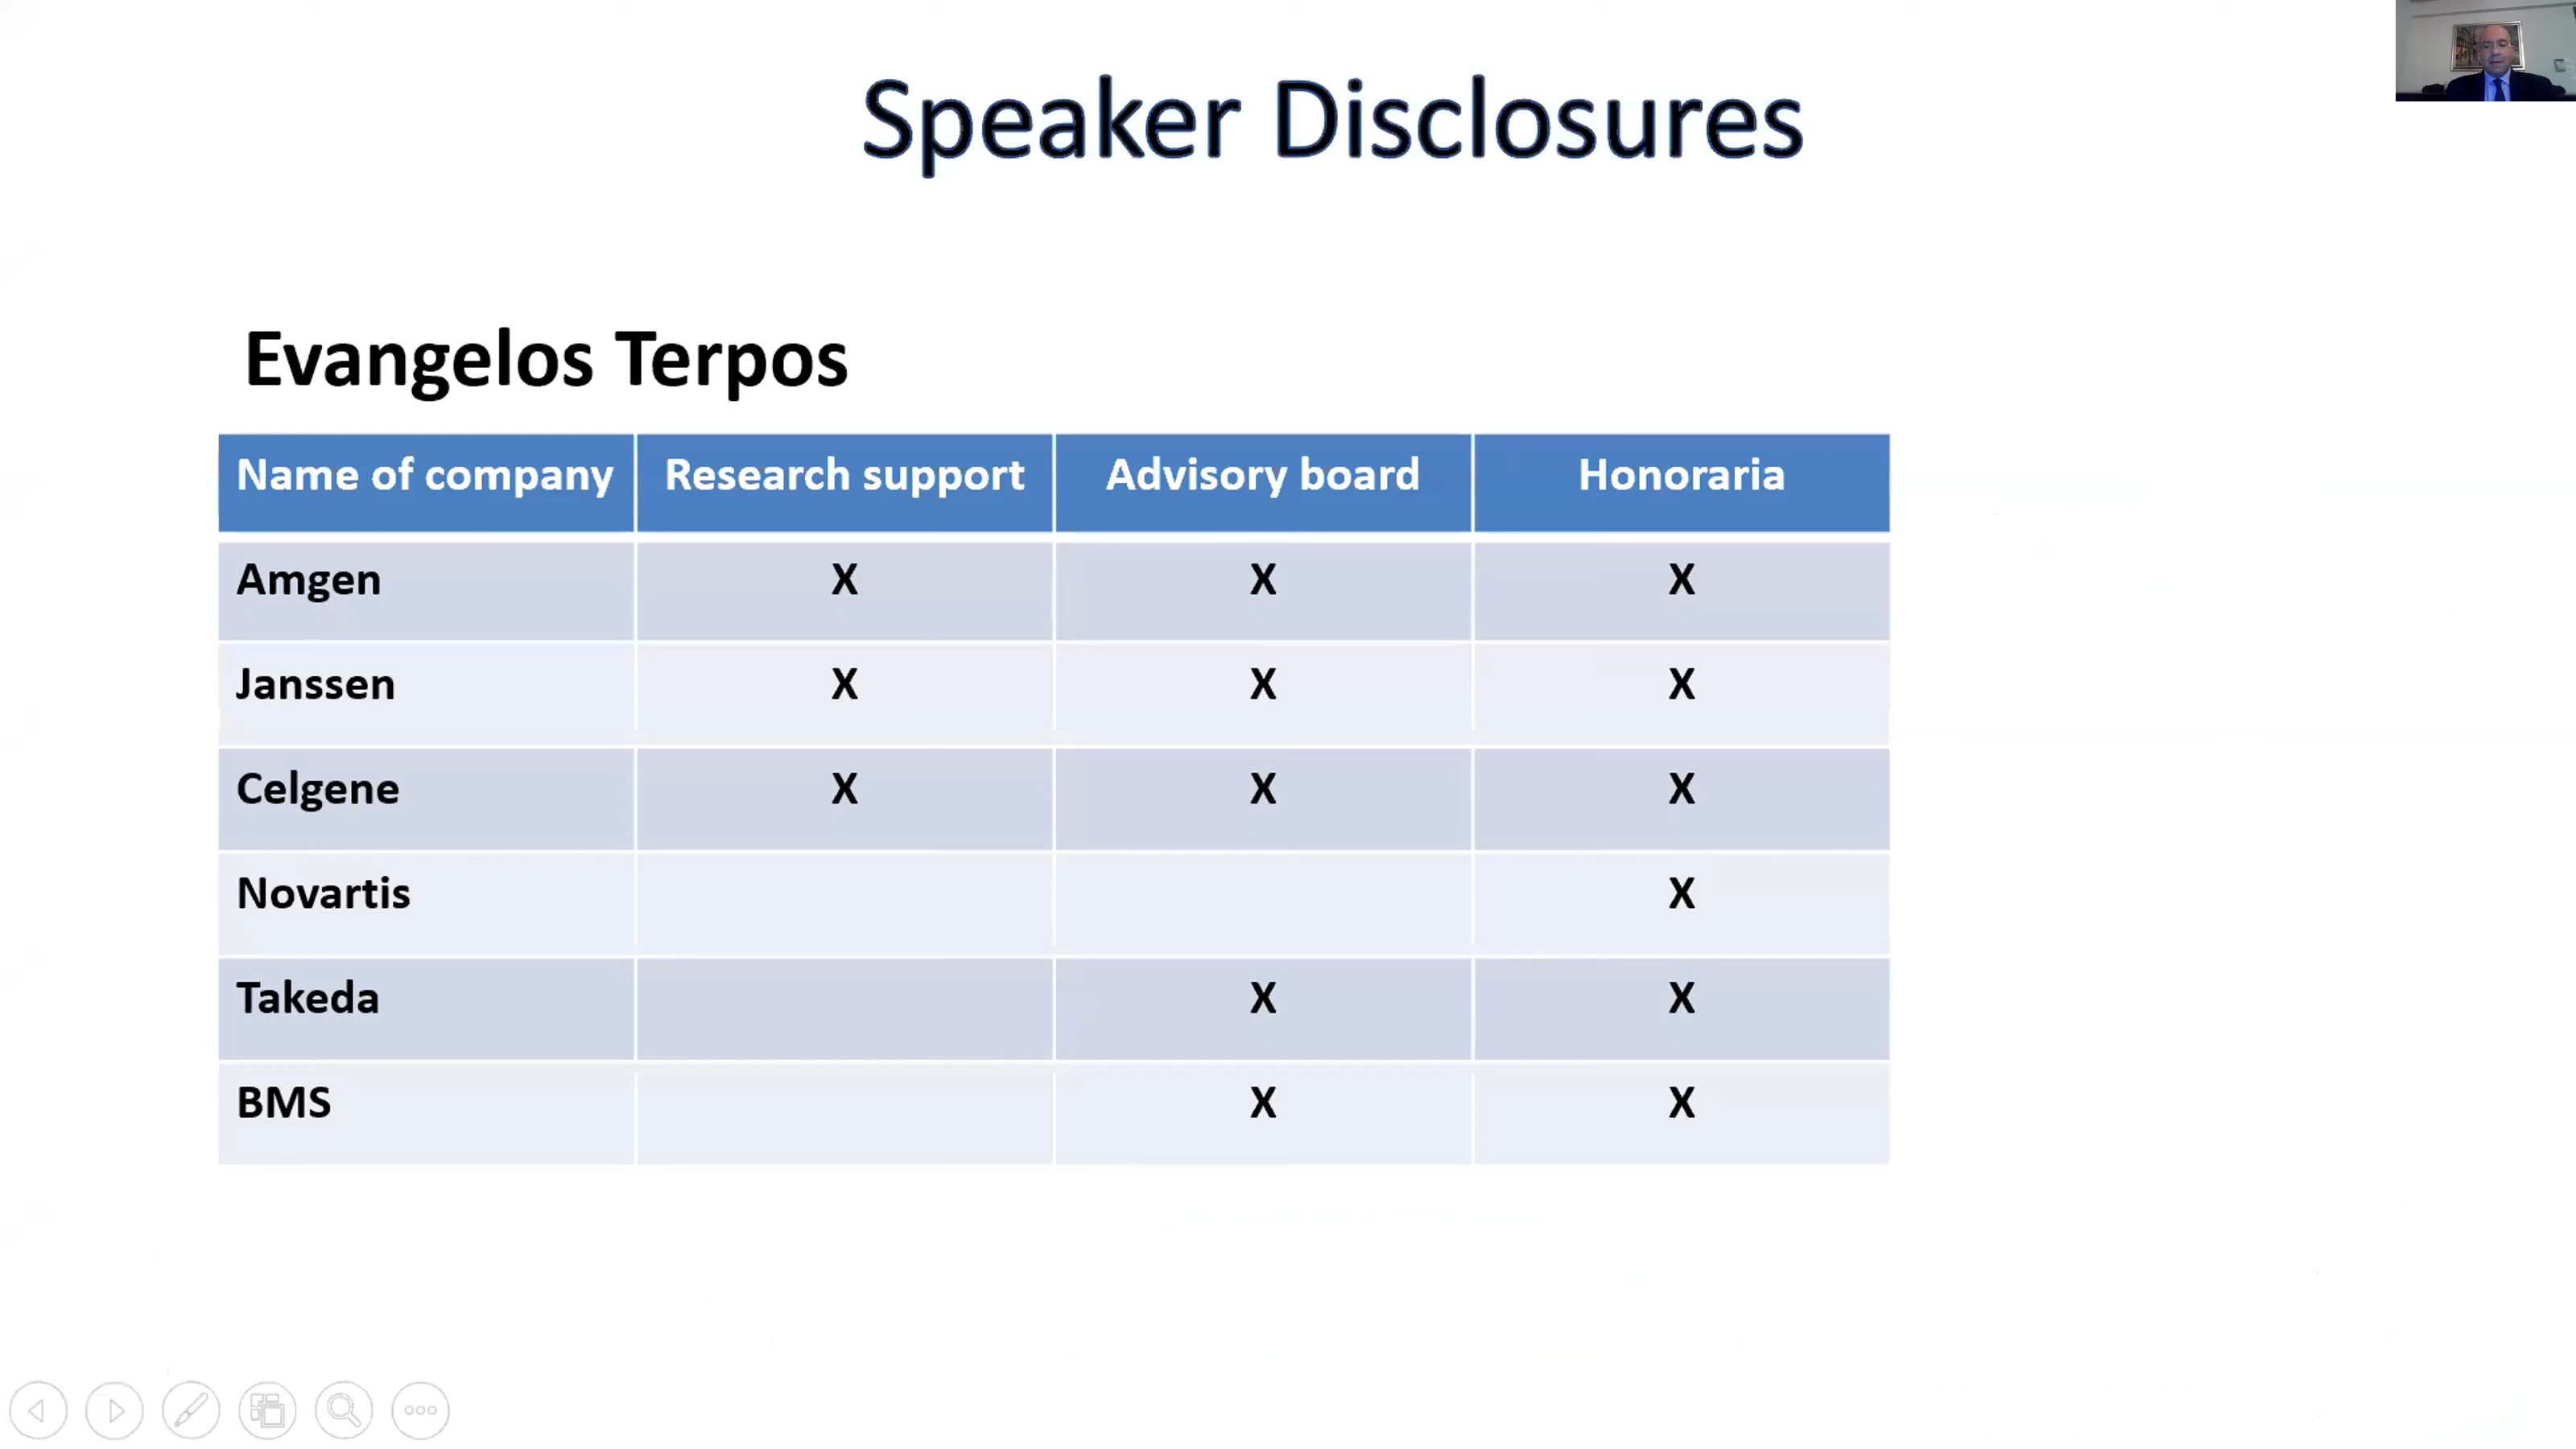 Speaker Disclosures
Evangelos Terpos
Name of company Research support Advisory board Honoraria
Amgen X X X
Janssen X X X
Celgene X X X
Novartis X
Takeda X X
BMS X X